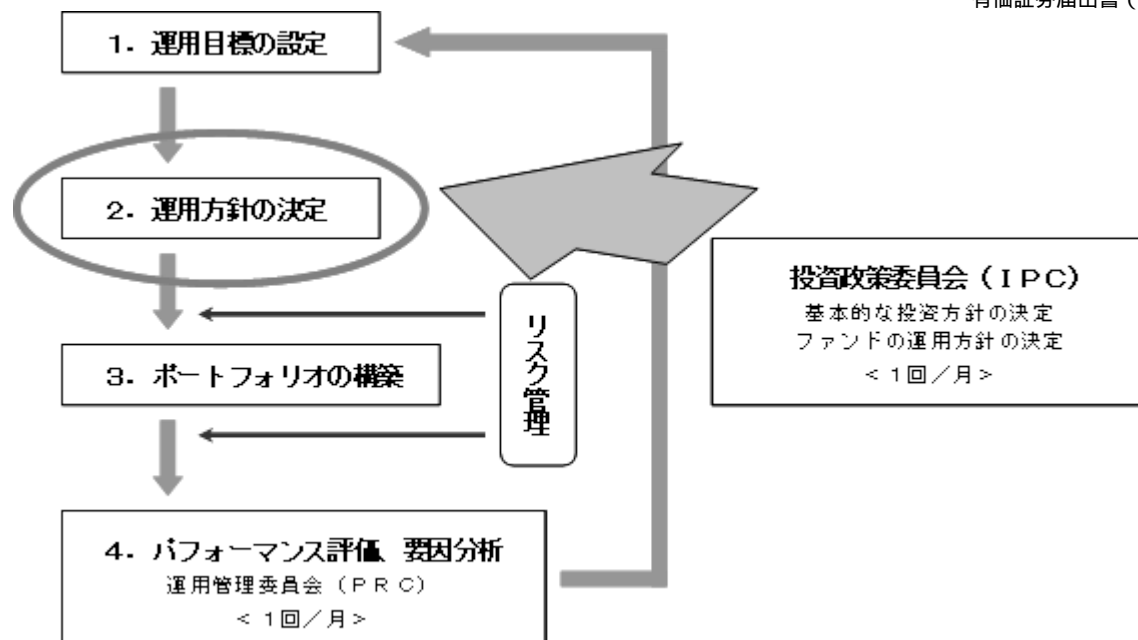 有価証券届出書（
１．運用目標の設定
２．運用方針の決定
投資政策委員会（ＩＰＣ）
基本的な投資方針の決定
ファンドの運用方針の決定
＜１回／月＞
リスク管理
３．ポートフォリオの構築
４．パフォーマンス評価、要因分析
運用管理委員会（ＰＲＣ）
＜１回／月＞